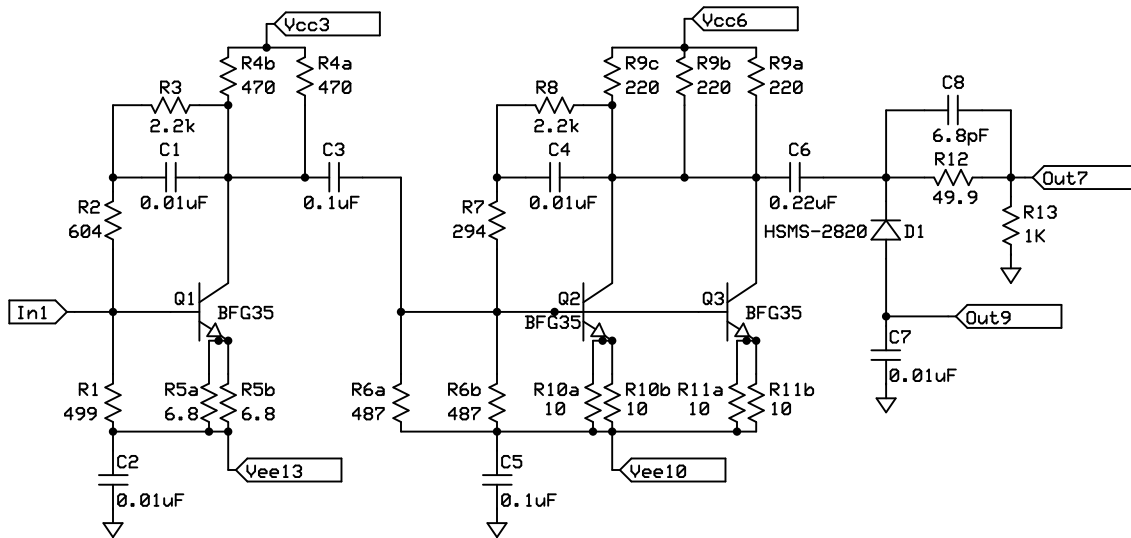 Vcc3
R4b
470
R4a
470
R3
2.2k
C1
0.01uF
C3
0.1uF
R2
604
In1
Q1
BFG35
R1
499
R5a
6.8
R5b
6.8
C2
0.01uF
Vee13
Vcc6
R9c
220
R9b
220
R9a
220
R8
2.2k
C4
0.01uF
R7
294
C6
0.22uF
Q2
BFG35
Q3
BFG35
R6a
487
R6b
487
R10a
10
R10b
10
R11a
10
R11b
10
C5
0.1uF
Vee10
C8
6.8pF
R12
49.9
Out7
R13
1K
HSMS-2820
D1
Out9
C7
0.01uF